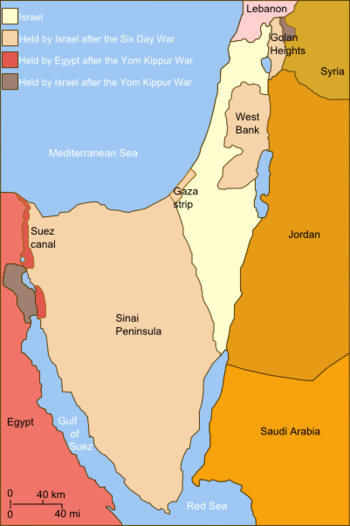 Israel
Held by Israel after the Six Day War
Held by Egypt after the Yom Kippur War
Held by Israel after the Yom Kippur War
Lebanon
Golan
Heights
Syria
West
Bank
Mediterranean Sea
Gaza
strip
Suez
canal
Jordan
Sinai
Peninsula
Egypt
Gulf
of
Suez
Saudi Arabia
Red Sea
0 40 km
0 40 mi